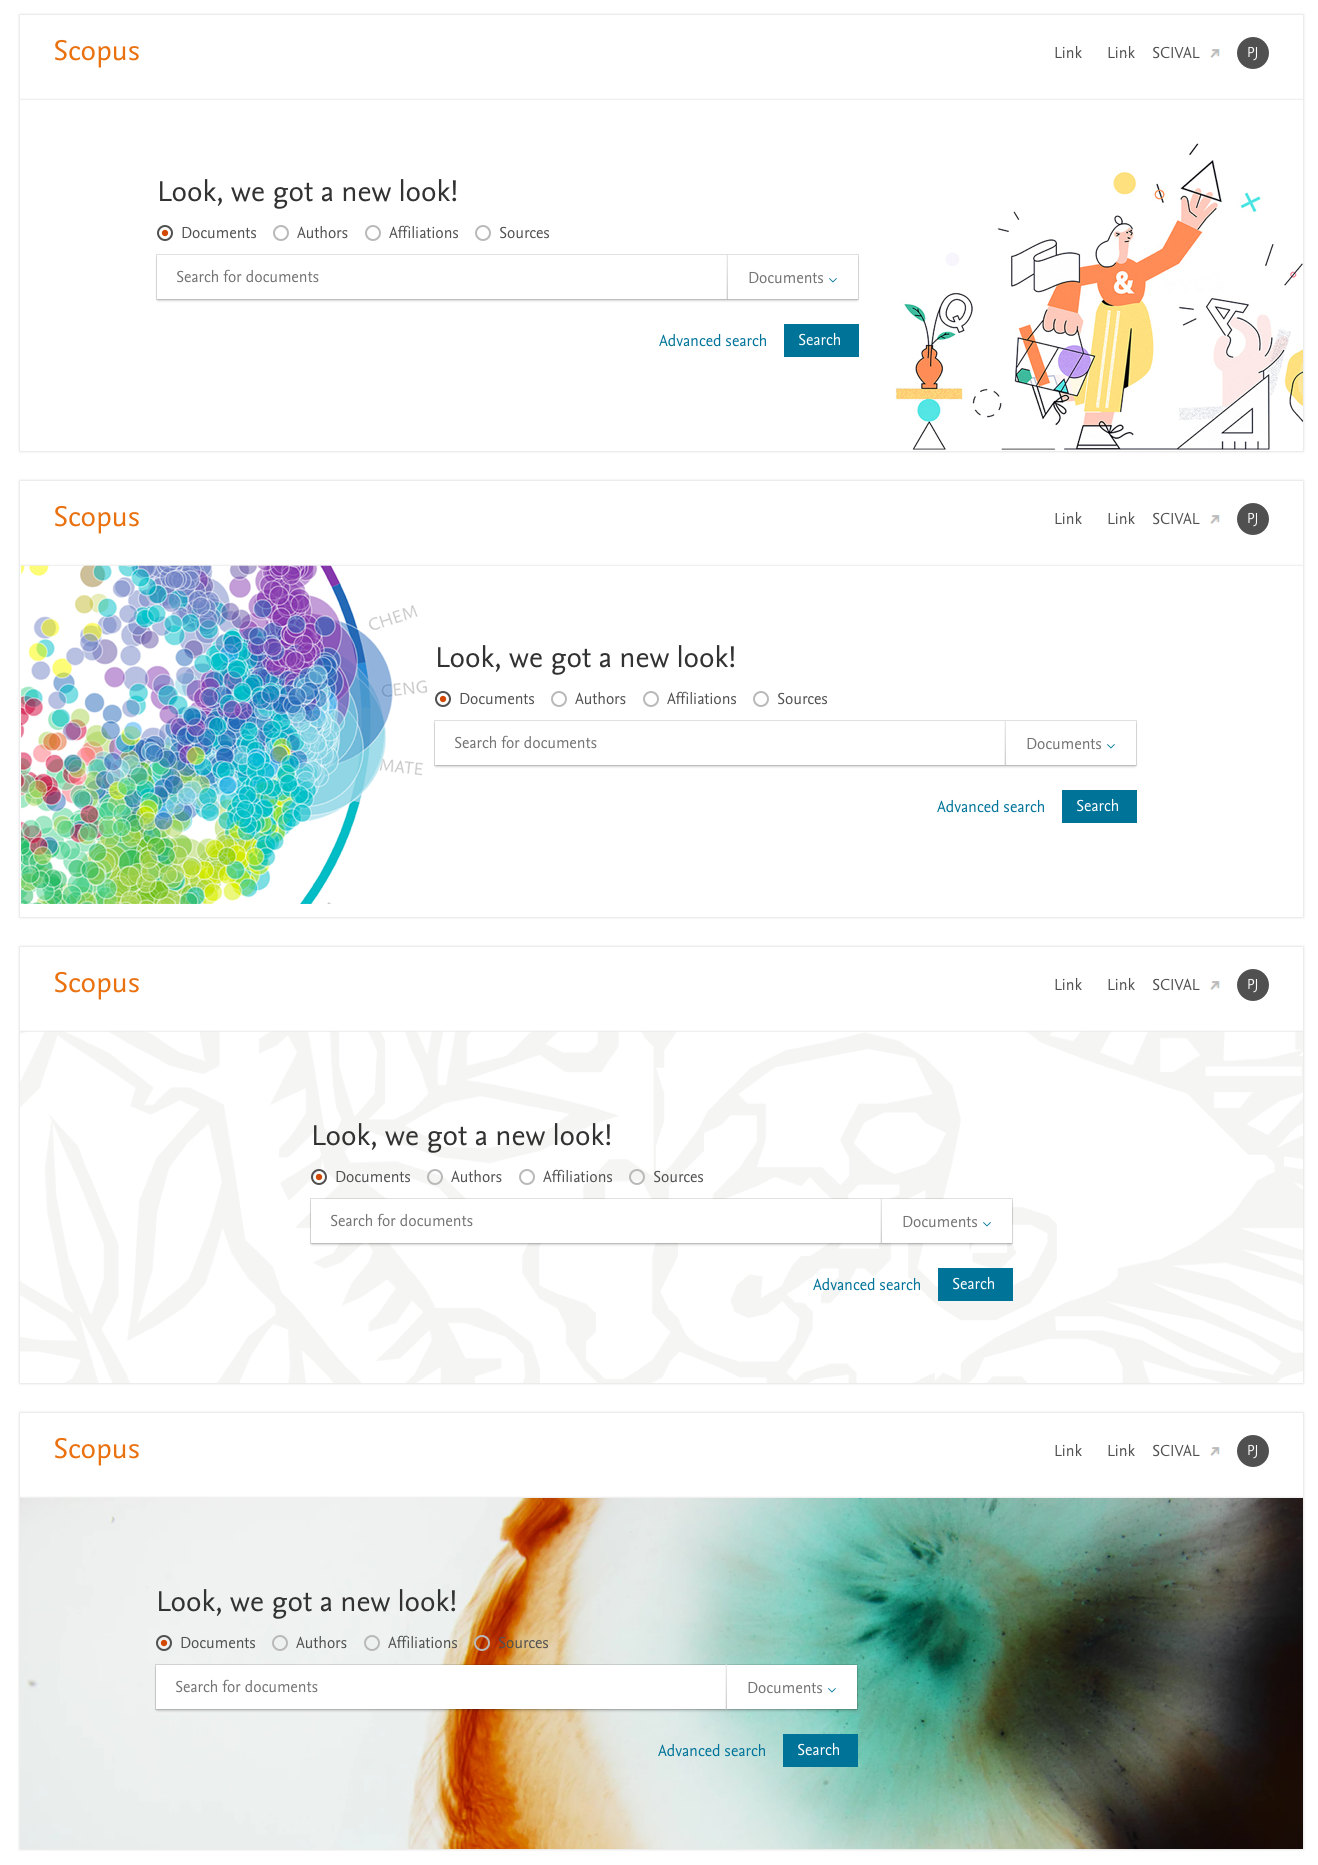 Scopus
Link Link SCIVAL PJ
Look, we got a new look!
Documents Authors Affiliations Sources
Search for documents Documents
Advanced search Search
&
Q
A
Scopus
Link Link SCIVAL PJ
CHEM
CENG
MATE
Look, we got a new look!
Documents Authors Affiliations Sources
Search for documents Documents
Advanced search Search
Scopus
Link Link SCIVAL PJ
Look, we got a new look!
Documents Authors Affiliations Sources
Search for documents Documents
Advanced search Search
Scopus
Link Link SCIVAL PJ
Look, we got a new look!
Documents Authors Affiliations Sources
Search for documents Documents
Advanced search Search